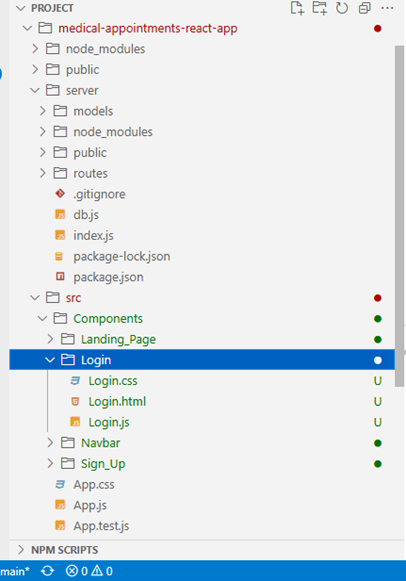 PROJECT
medical-appointments-react-app
node_modules
public
server
models
node_modules
public
routes
.gitignore
db.js
index.js
package-lock.json
package.json
src
Components
Landing_Page
Login
Login.css U
Login.html U
Login.js U
Navbar
Sign_Up
App.css
App.js
App.test.js
NPM SCRIPTS
main* 0 0